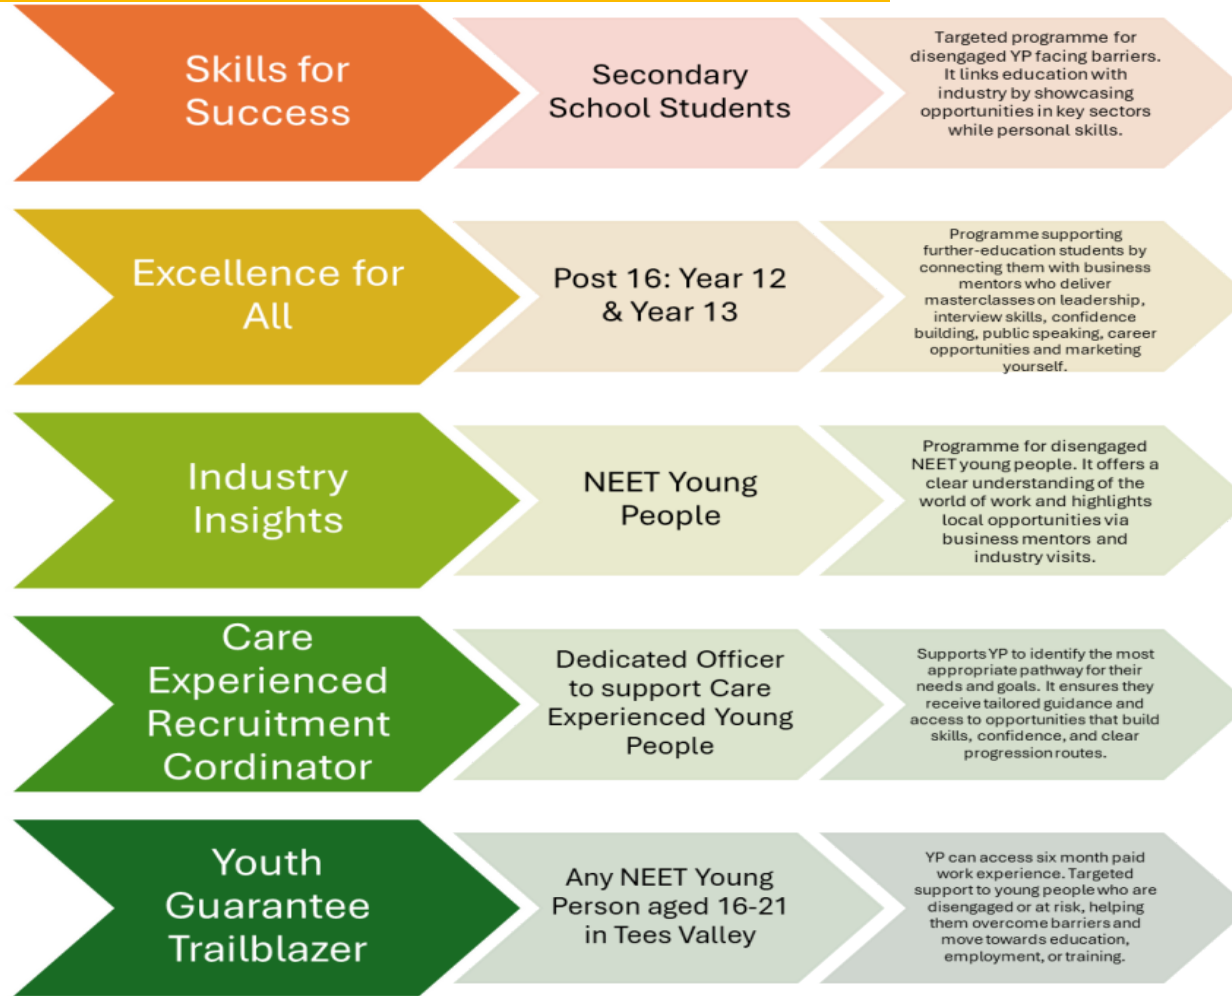 Skills for
Success
Secondary
School Students
Targeted programme for
disengaged YP facing barriers.
It links education with
industry by showcasing
opportunities in key sectors
while personal skills.
Excellence for
All
Post 16: Year 12
& Year 13
Programme supporting
further-education students by
connecting them with business
mentors who deliver
masterclasses on leadership,
interview skills, confidence
building, public speaking, career
opportunities and marketing
yourself.
Industry
Insights
NEET Young
People
Programme for disengaged
NEET young people. It offers a
clear understanding of the
world of work and highlights
local opportunities via
business mentors and
industry visits.
Care
Experienced
Recruitment
Cordinator
Dedicated Officer
to support Care
Experienced Young
People
Supports YP to identify the most
appropriate pathway for their
needs and goals. It ensures they
receive tailored guidance and
access to opportunities that build
skills, confidence, and clear
progression routes.
Youth
Guarantee
Trailblazer
Any NEET Young
Person aged 16-21
in Tees Valley
YP can access six month paid
work experience. Targeted
support to young people who are
disengaged or at risk, helping
them overcome barriers and
move towards education,
employment, or training.